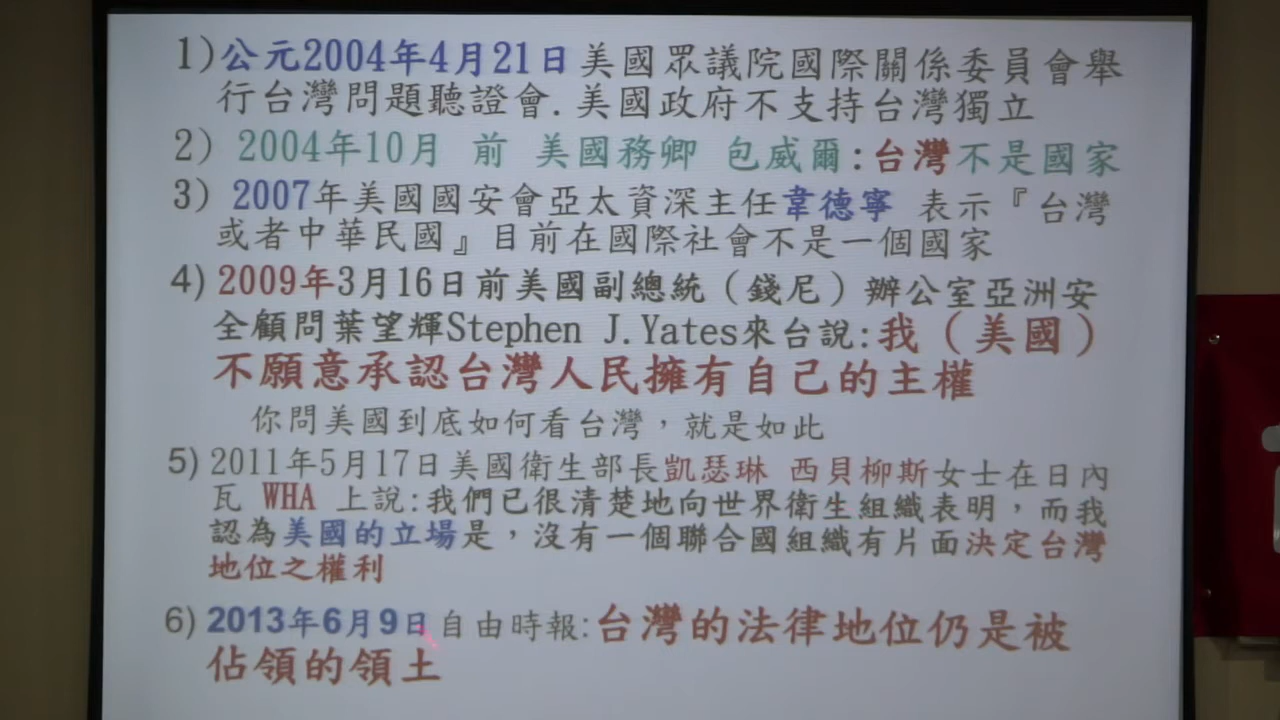 1)公元2004年4月21日美國眾議院國際關係委員會舉
行台灣問題聽證會.美國政府不支持台灣獨立
2) 2004年10月 前 美國務卿 包威爾:台灣不是國家
3) 2007年美國國安會亞太資深主任韋德寧 表示『台灣
或者中華民國』目前在國際社會不是一個國家
4) 2009年3月16日前美國副總統（錢尼）辦公室亞洲安
全顧問葉望輝Stephen J.Yates來台說:我（美國）
不願意承認台灣人民擁有自己的主權
你問美國到底如何看台灣，就是如此
5) 2011年5月17日美國衛生部長凱瑟琳 西貝柳斯女士在日內
瓦 WHA 上說:我們已很清楚地向世界衛生組織表明，而我
認為美國的立場是，沒有一個聯合國組織有片面決定台灣
地位之權利
6) 2013年6月9日自由時報:台灣的法律地位仍是被
佔領的領土